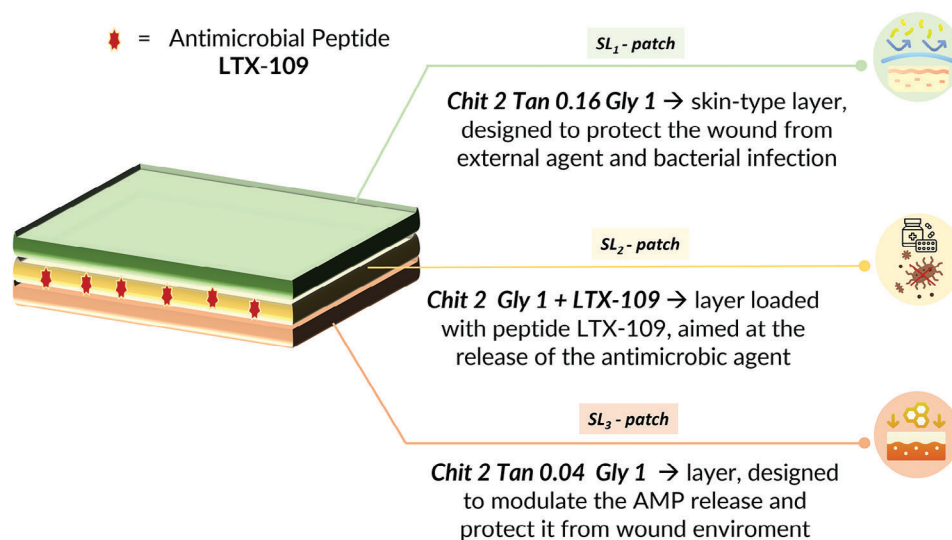 = Antimicrobial Peptide
LTX-109
SL₁ - patch
Chit 2 Tan 0.16 Gly 1 → skin-type layer,
designed to protect the wound from
external agent and bacterial infection
SL₂ - patch
Chit 2 Gly 1 + LTX-109 → layer loaded
with peptide LTX-109, aimed at the
release of the antimicrobic agent
SL₃ - patch
Chit 2 Tan 0.04 Gly 1 → layer, designed
to modulate the AMP release and
protect it from wound enviroment